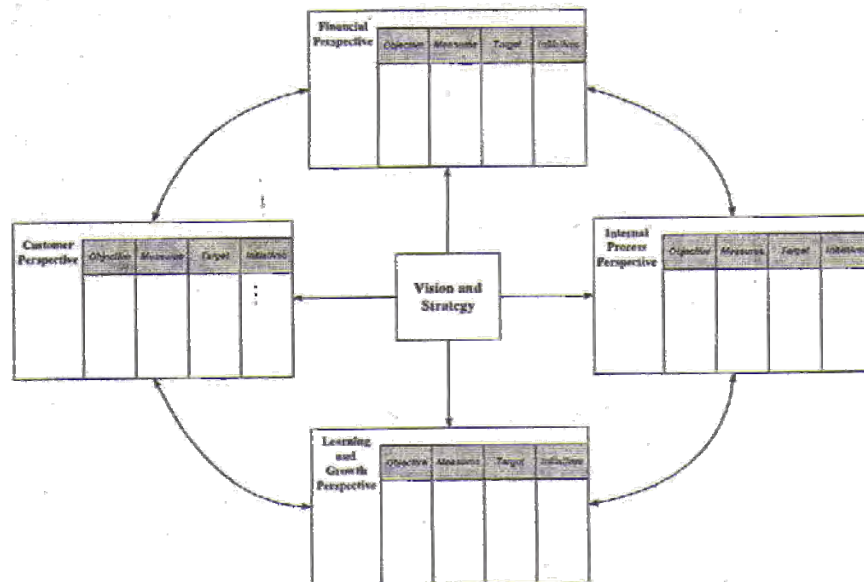 Financial
Perspective
Objective Measures Target Initiatives
Customer
Perspective
Objective Measures Target Initiatives
Vision and
Strategy
Internal
Process
Perspective
Objective Measures Target Initiatives
Learning
and
Growth
Perspective
Objective Measures Target Initiatives